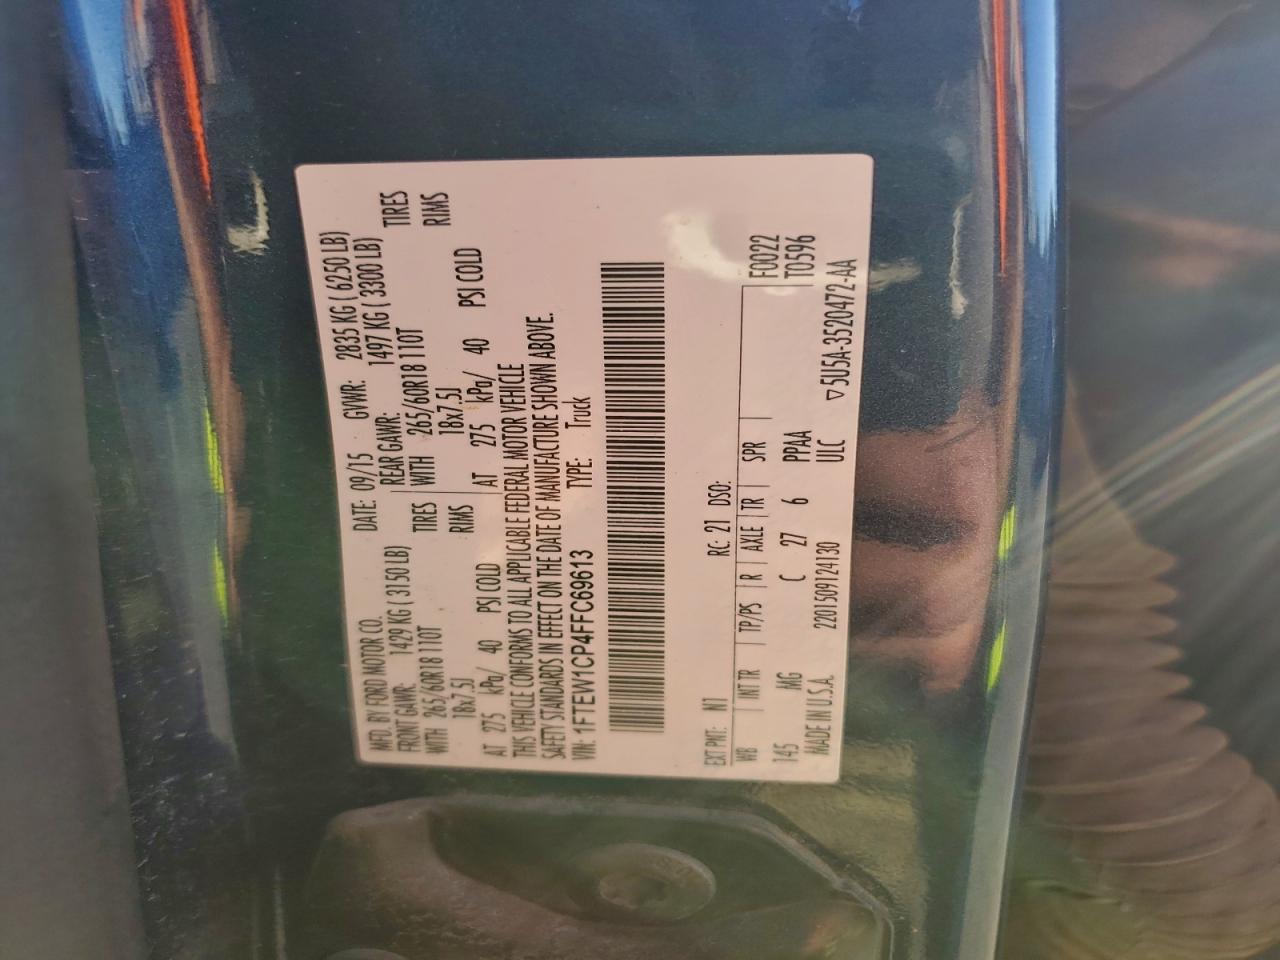 MFD. BY FORD MOTOR CO.
DATE: 09/15 GVWR: 2835 KG ( 6250 LB)
FRONT GAWR: 1429 KG ( 3150 LB)
REAR GAWR: 1497 KG ( 3300 LB)
WITH 265/60R18 110T TIRES
WITH 265/60R18 110T TIRES
18x7.5J RIMS
18x7.5J RIMS
AT 275 kPa/ 40 PSI COLD
AT 275 kPa/ 40 PSI COLD
THIS VEHICLE CONFORMS TO ALL APPLICABLE FEDERAL MOTOR VEHICLE
SAFETY STANDARDS IN EFFECT ON THE DATE OF MANUFACTURE SHOWN ABOVE.
VIN: 1FTEW1CP4FFC69613 TYPE: Truck
EXT PNT: N1 RC: 21 DSO: F0022
WB INT TR TP/PS R AXLE TR SPR T0596
145 MG C 27 6 PPAA
MADE IN U.S.A. 2201509124130 ULC ▽5U5A-3520472-AA